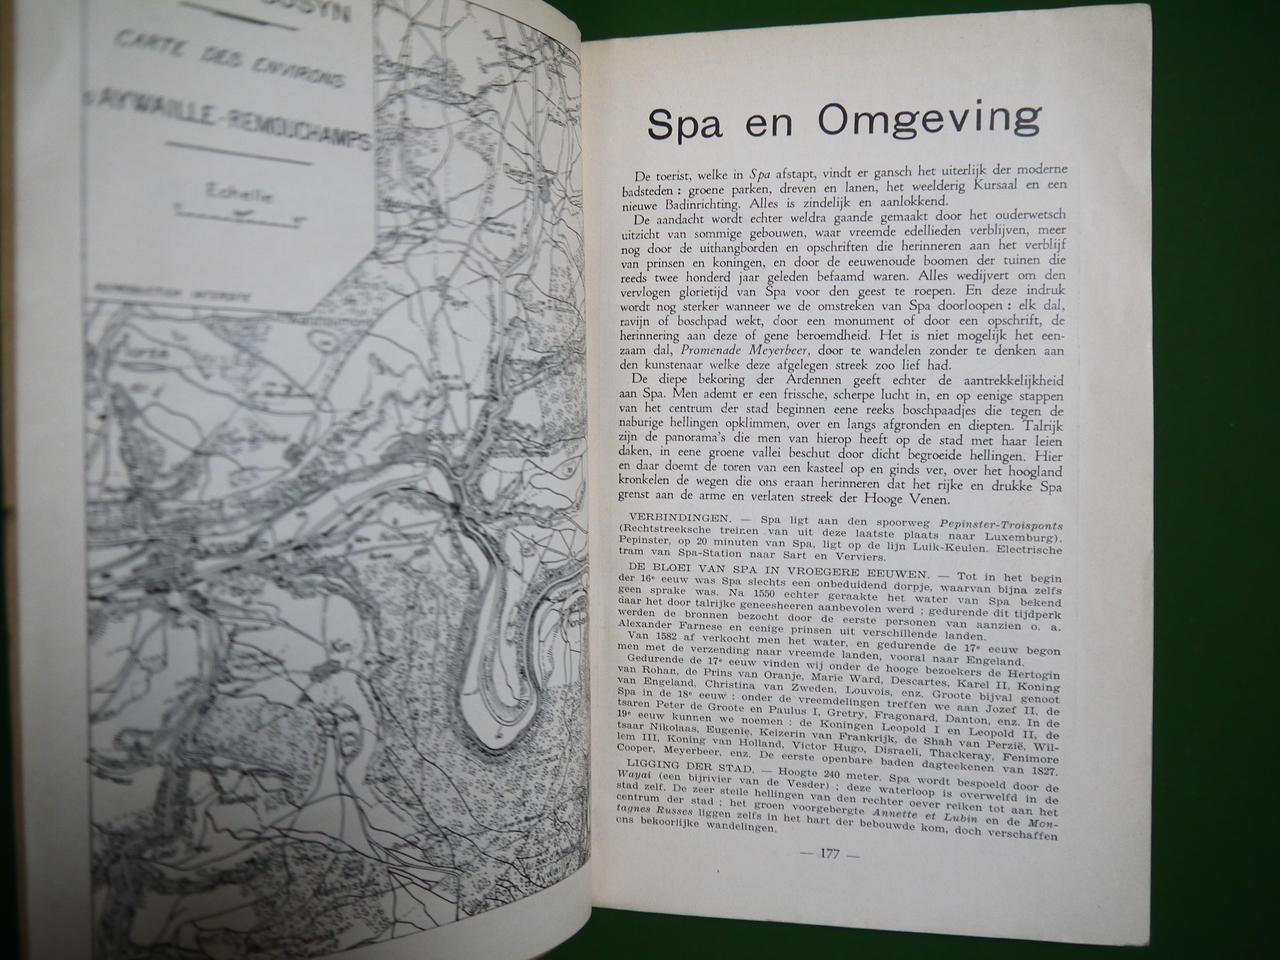 CARTE DES ENVIRONS
AYWAILLE-REMOUCHAMPS
Echelle
Spa en Omgeving
De toerist, welke in Spa afstapt, vindt er gansch het uiterlijk der moderne
badsteden : groene parken, dreven en lanen, het weelderig Kursaal en een
nieuwe Badinrichting. Alles is zindelijk en aanlokkend.
De aandacht wordt echter weldra gaande gemaakt door het ouderwetsch
uitzicht van sommige gebouwen, waar vreemde edellieden verblijven, meer
nog door de uithangborden en opschriften die herinneren aan het verblijf
van prinsen en koningen, en door de eeuwenoude boomen der tuinen die
reeds twee honderd jaar geleden befaamd waren. Alles wedijvert om den
vervlogen glorietijd van Spa voor den geest te roepen. En deze indruk
wordt nog sterker wanneer we de omstreken van Spa doorloopen : elk dal,
ravijn of boschpad wekt, door een monument of door een opschrift, de
herinnering aan deze of gene beroemdheid. Het is niet mogelijk het een-
zaam dal, Promenade Meyerbeer, door te wandelen zonder te denken aan
den kunstenaar welke deze afgelegen streek zoo lief had.
De diepe bekoring der Ardennen geeft echter de aantrekkelijkheid
aan Spa. Men ademt er een frissche, scherpe lucht in, en op eenige stappen
van het centrum der stad beginnen eene reeks boschpaadjes die tegen de
naburige hellingen opklimmen, over en langs afgronden en diepten. Talrijk
zijn de panorama's die men van hierop heeft op de stad met haar leien
daken, in eene groene vallei beschut door dicht begroeide hellingen. Hier
en daar doemt de toren van een kasteel op en ginds ver, over het hoogland
kronkelen de wegen die ons eraan herinneren dat het rijke en drukke Spa
grenst aan de arme en verlaten streek der Hooge Venen.
VERBINDINGEN. — Spa ligt aan den spoorweg Pepinster-Troisponts
(Rechtstreeksche treinen van uit deze laatste plaats naar Luxemburg).
Pepinster, op 20 minuten van Spa, ligt op de lijn Luik-Keulen. Electrische
tram van Spa-Station naar Sart en Verviers.
DE BLOEI VAN SPA IN VROEGERE EEUWEN. — Tot in het begin
der 16e eeuw was Spa slechts een onbeduidend dorpje, waarvan bijna zelfs
geen sprake was. Na 1550 echter geraakte het water van Spa bekend
daar het door talrijke geneesheeren aanbevolen werd ; gedurende dit tijdperk
werden de bronnen bezocht door de eerste personen van aanzien o. a.
Alexander Farnese en eenige prinsen uit verschillende landen.
Van 1582 af verkocht men het water, en gedurende de 17e eeuw begon
men met de verzending naar vreemde landen, vooral naar Engeland.
Gedurende de 17e eeuw vinden wij onder de hooge bezoekers de Hertogin
van Rohan, de Prins van Oranje, Marie Ward, Descartes, Karel II, Koning
van Engeland, Christina van Zweden, Louvois, enz. Groote bijval genoot
Spa in de 18e eeuw : onder de vreemdelingen treffen we aan Jozef II, de
tsaren Peter de Groote en Paulus I, Gretry, Fragonard, Danton, enz. In de
19e eeuw kunnen we noemen : de Koningen Leopold I en Leopold II, de
tsaar Nikolaas, Eugenie, Keizerin van Frankrijk, de Shah van Perzië, Wil-
lem III, Koning van Holland, Victor Hugo, Disraeli, Thackeray, Fenimore
Cooper, Meyerbeer, enz. De eerste openbare baden dagteekenen van 1827.
LIGGING DER STAD. — Hoogte 240 meter. Spa wordt bespoeld door de
Wayai (een bijrivier van de Vesder) ; deze waterloop is overwelfd in de
stad zelf. De zeer steile hellingen van den rechter oever reiken tot aan het
centrum der stad ; het groen voorgebergte Annette et Lubin en de Mon-
tagnes Russes liggen zelfs in het hart der bebouwde kom, doch verschaffen
ons bekoorlijke wandelingen.
— 177 —